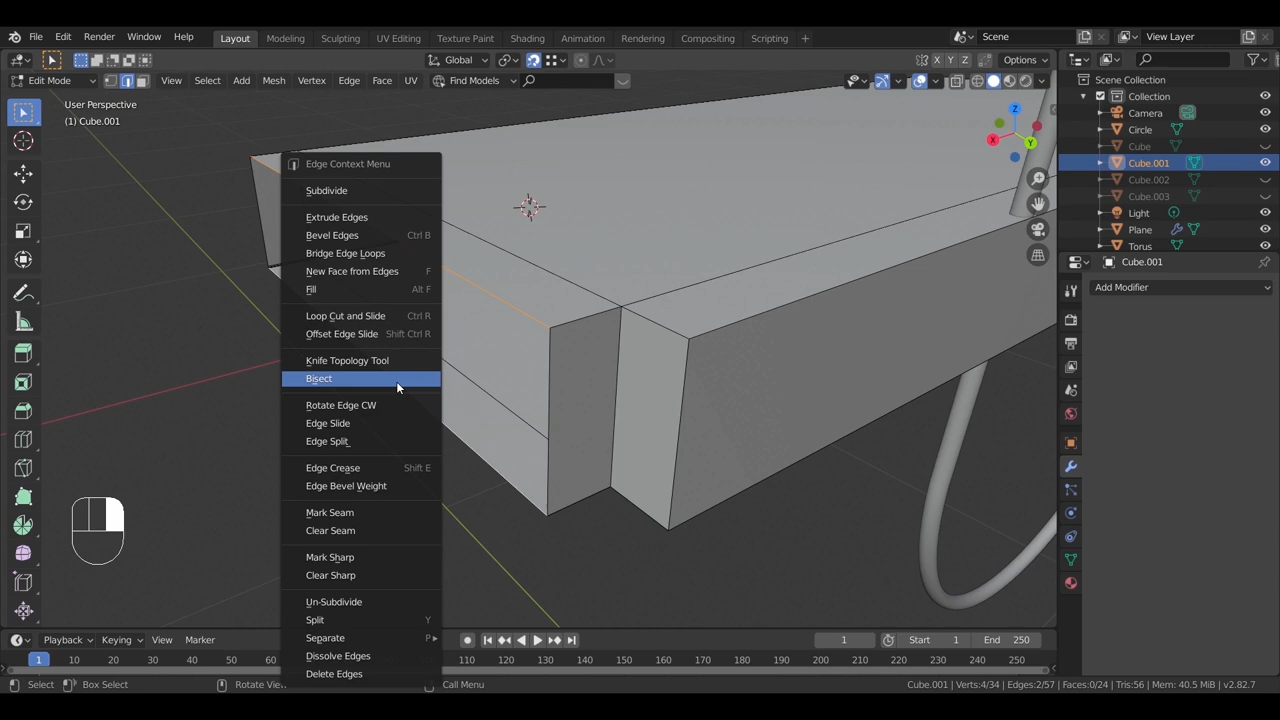 File Edit Render Window Help Layout Modeling Sculpting UV Editing Texture Paint Shading Animation Rendering Compositing Scripting + Scene View Layer
Global X Y Z Options
Edit Mode View Select Add Mesh Vertex Edge Face UV Find Models
User Perspective
(1) Cube.001
Z
X
Y
Scene Collection
Collection
Camera
Circle
Cube
Cube.001
Cube.002
Cube.003
Light
Plane
Torus
Cube.001
Add Modifier
Edge Context Menu
Subdivide
Extrude Edges
Bevel Edges Ctrl B
Bridge Edge Loops
New Face from Edges F
Fill Alt F
Loop Cut and Slide Ctrl R
Offset Edge Slide Shift Ctrl R
Knife Topology Tool
Bisect
Rotate Edge CW
Edge Slide
Edge Split
Edge Crease Shift E
Edge Bevel Weight
Mark Seam
Clear Seam
Mark Sharp
Clear Sharp
Un-Subdivide
Split Y
Separate P
Dissolve Edges
Delete Edges
Playback Keying View Marker 1 Start 1 End 250
1 10 20 30 40 50 60 110 120 130 140 150 160 170 180 190 200 210 220 230 240 250
Select Box Select Rotate View Call Menu Cube.001 | Verts:4/34 | Edges:2/57 | Faces:0/24 | Tris:56 | Mem: 40.5 MiB | v2.82.7